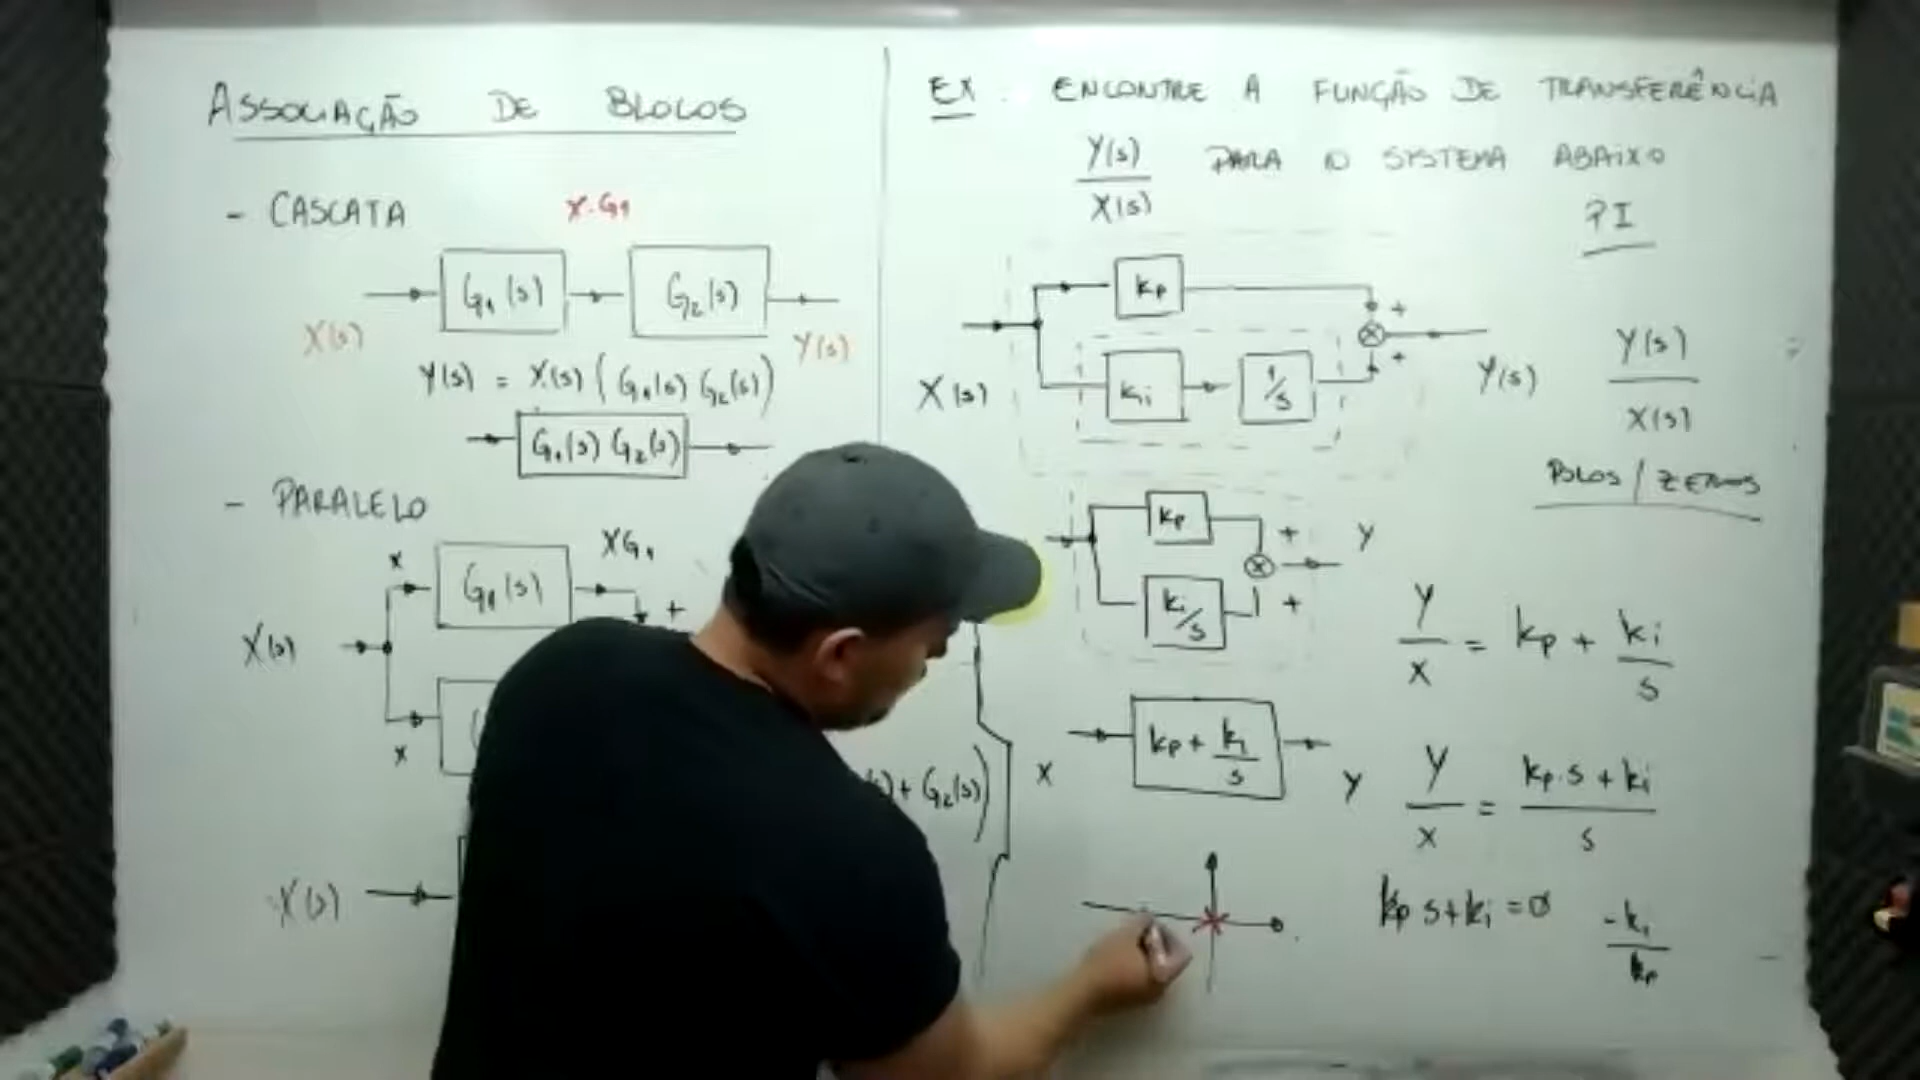 ASSOCIAÇÃO DE BLOCOS
- CASCATA
X.G1
G1(s)
G2(s)
X(s)
Y(s)
Y(s) = X(s) (G1(s) G2(s))
G1(s) G2(s)
- PARALELO
x
G1(s)
XG1
+
X(s)
x
) + G2(s))
X(s)
EX: ENCONTRE A FUNÇÃO DE TRANSFERÊNCIA
Y(s)/X(s) PARA O SYSTEMA ABAIXO
PI
kp
+
ki
1/s
+
X(s)
Y(s)
Y(s)/X(s) =
POLOS / ZEROS
kp
+
Y
ki/s
+
Y/X = kp + ki/s
kp + ki/s
X
Y
Y/X = kp.s + ki/s
kp s + ki = 0
-ki/kp